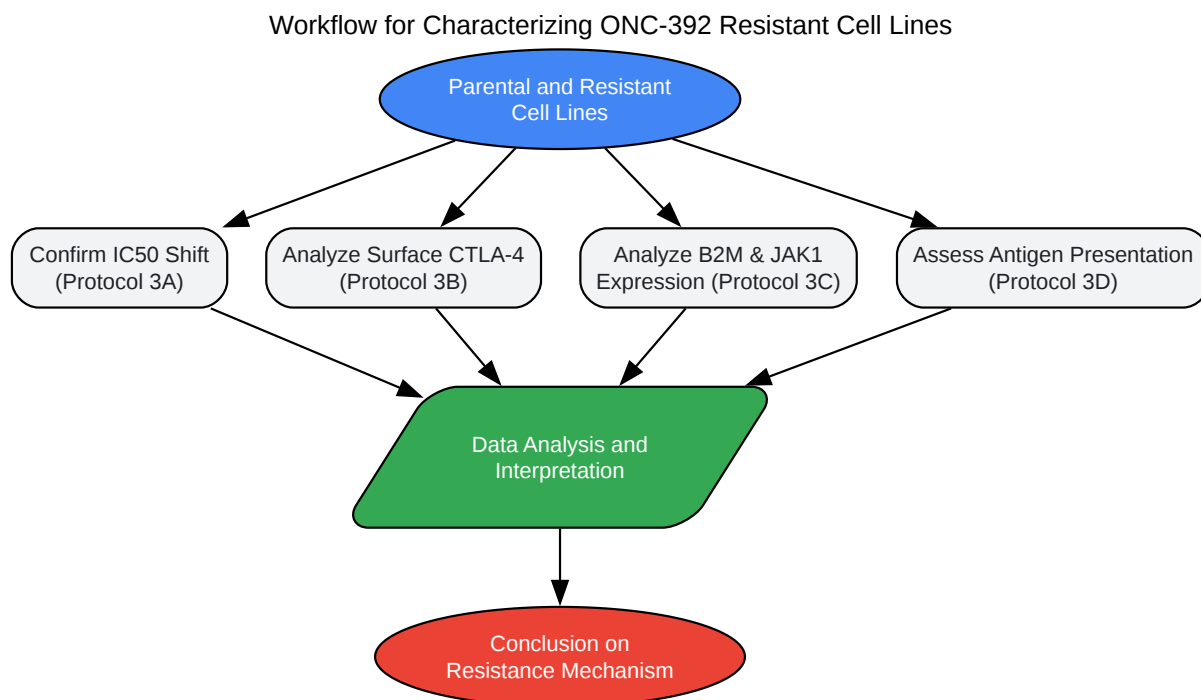 Workflow for Characterizing ONC-392 Resistant Cell Lines
Parental and Resistant
Cell Lines
Confirm IC50 Shift
(Protocol 3A)
Analyze Surface CTLA-4
(Protocol 3B)
Analyze B2M & JAK1
Expression (Protocol 3C)
Assess Antigen Presentation
(Protocol 3D)
Data Analysis and
Interpretation
Conclusion on
Resistance Mechanism